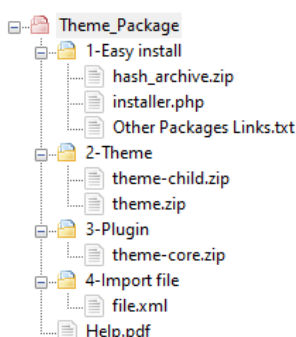 Theme_Package
1-Easy install
hash_archive.zip
installer.php
Other Packages Links.txt
2-Theme
theme-child.zip
theme.zip
3-Plugin
theme-core.zip
4-Import file
file.xml
Help.pdf